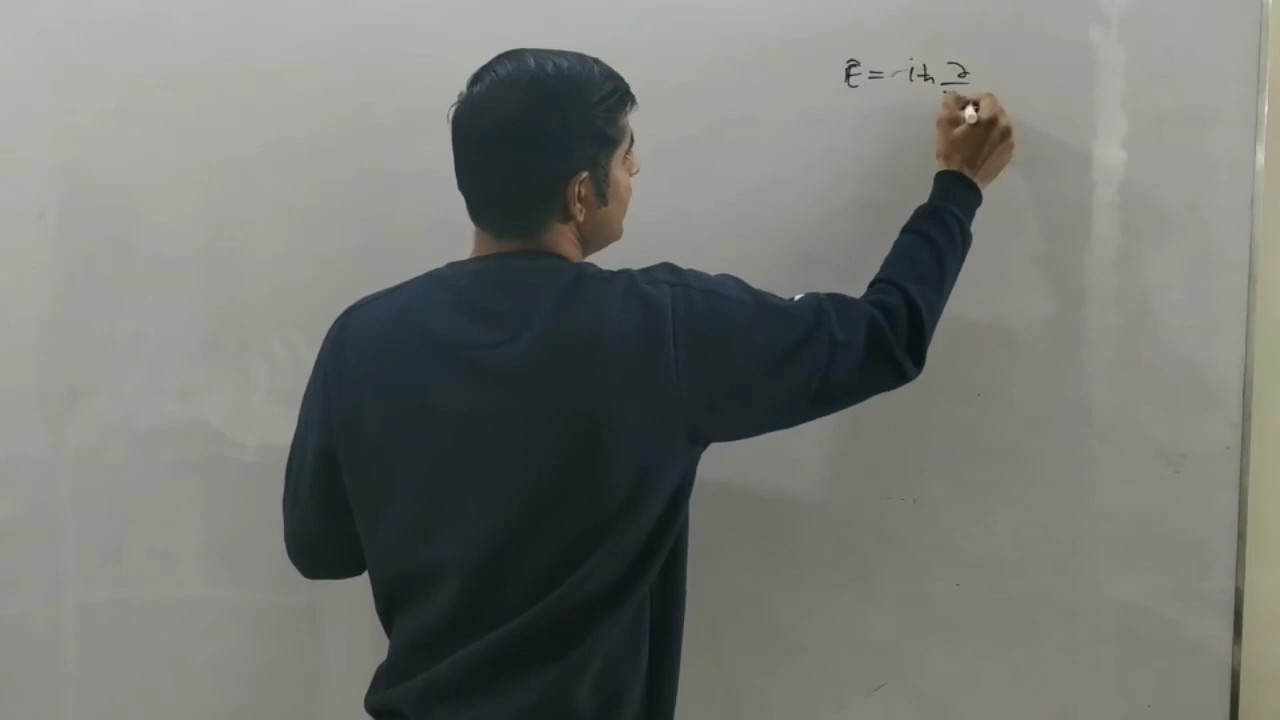 Ê = -iħ ∂